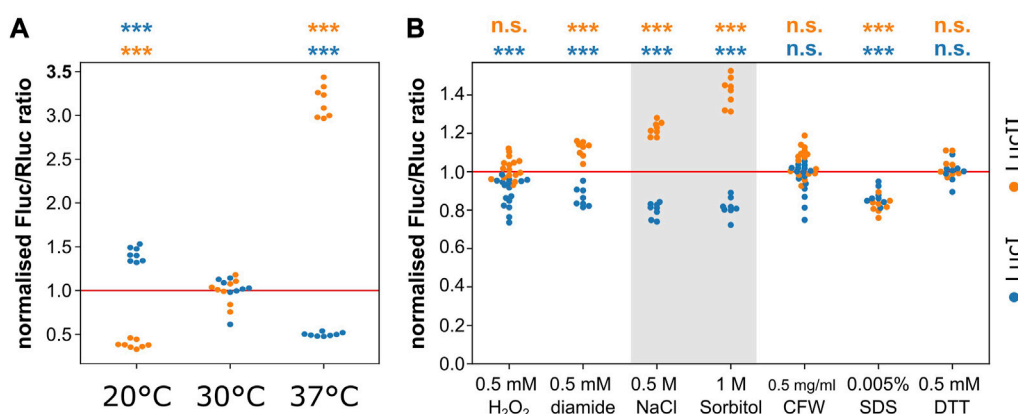 A
***
***
***
***
normalised Fluc/Rluc ratio
3.5
3.0
2.5
2.0
1.5
1.0
0.5
20°C
30°C
37°C
B
n.s. *** *** *** n.s. *** n.s.
*** *** *** *** n.s. *** n.s.
normalised Fluc/Rluc ratio
1.4
1.2
1.0
0.8
0.6
0.4
0.2
0.0
0.5 mM 0.5 mM 0.5 M 1 M 0.5 mg/ml 0.005% 0.5 mM
H₂O₂ diamide NaCl Sorbitol CFW SDS DTT
LucI
LucII